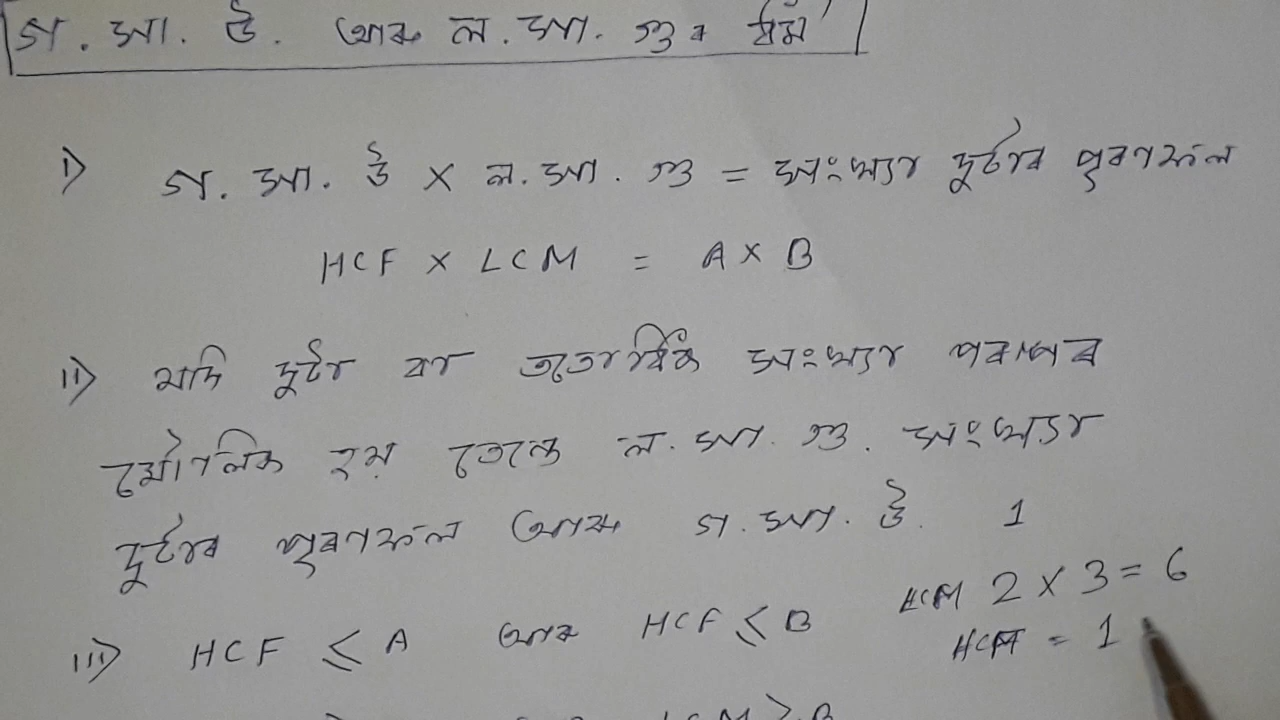 গ. সা. উ. আৰু ল. সা. গু ৰ ধৰ্ম
i) গ. সা. উ × ল. সা. গু = সংখ্যা দুটাৰ পূৰণফল
HCF × LCM = A × B
ii) যদি দুটা বা ততোধিক সংখ্যা পৰস্পৰ
মৌলিক হয় তেন্তে ল. সা. গু. সংখ্যা
দুটাৰ পূৰণফল আৰু গ. সা. উ. 1
2 × 3 = 6
= 1
iii) HCF ≤ A আৰু HCF ≤ B
LCM ≥ B